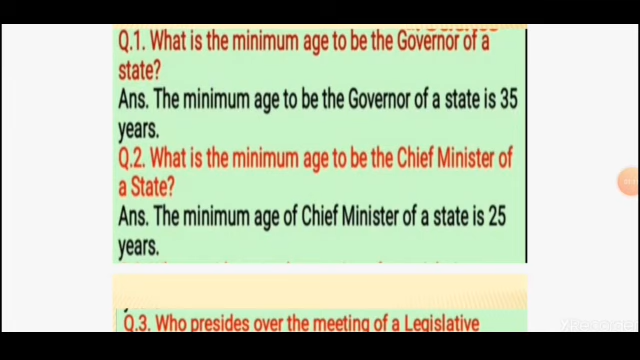 Q.1. What is the minimum age to be the Governor of a
state?
Ans. The minimum age to be the Governor of a state is 35
years.
Q.2. What is the minimum age to be the Chief Minister of
a State?
Ans. The minimum age of Chief Minister of a state is 25
years.
Q.3. Who presides over the meeting of a Legislative